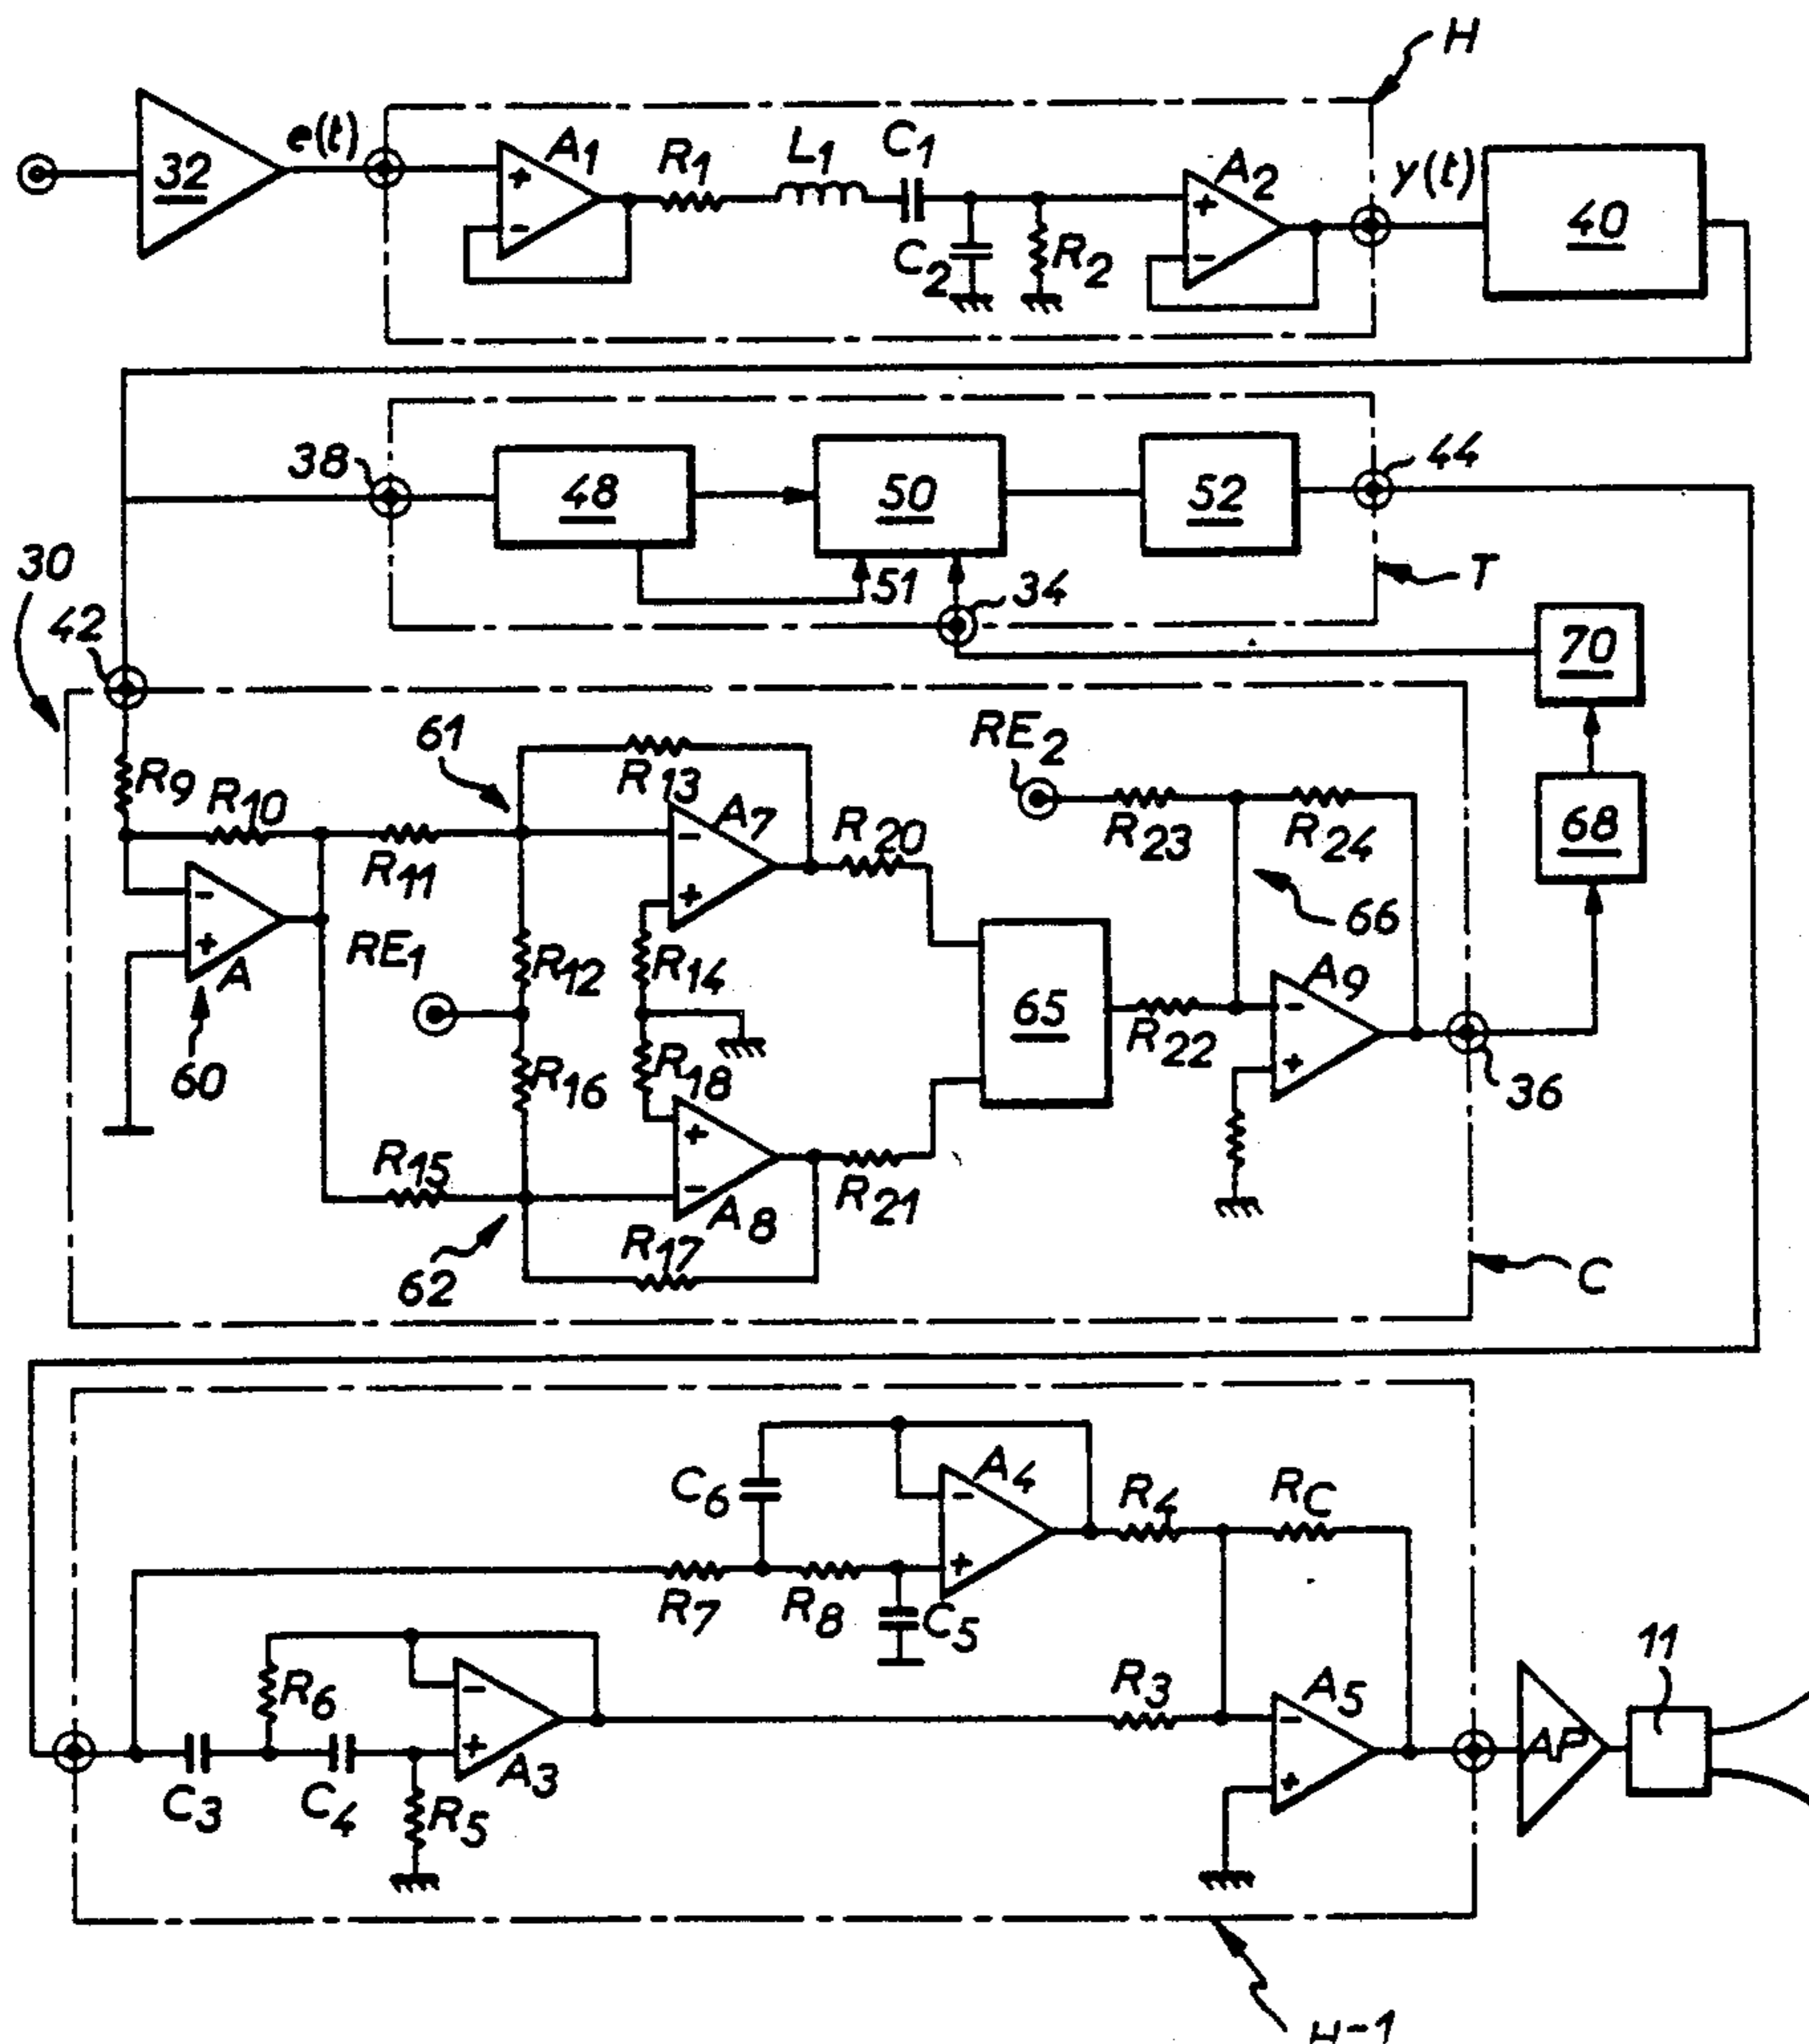 H
32
e(t)
A1
R1
L1
C1
C2
R2
A2
y(t)
40
+
-
+
-
38
48
50
52
44
51
34
T
30
42
70
68
61
R13
RE2
R9
R10
R11
A7
R20
R23
R24
66
-
+
A
60
RE1
R12
R14
-
+
65
R22
A9
-
+
36
R16
R18
R15
+
-
A8
R21
R17
62
C
C6
A4
R4
RC
-
+
R7
R8
C5
11
R6
-
+
A3
R3
A5
-
+
AP
C3
C4
R5
H-1